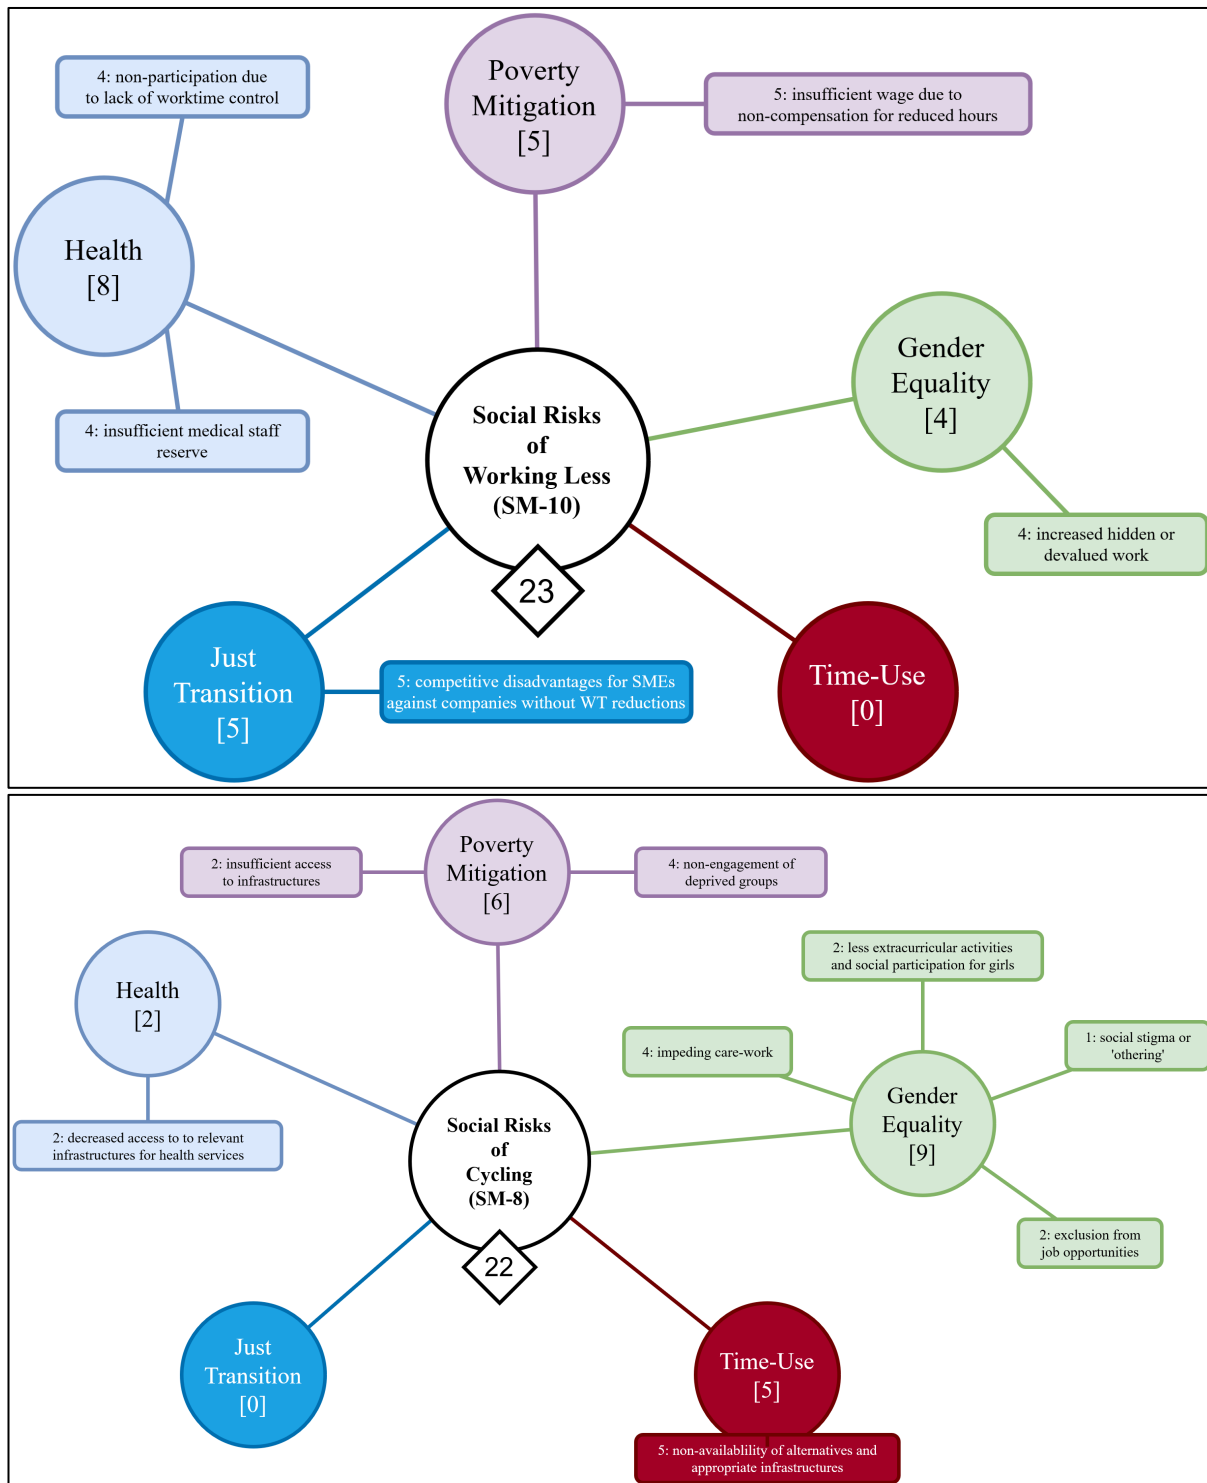 4: non-participation due
to lack of worktime control
Poverty
Mitigation
[5]
5: insufficient wage due to
non-compensation for reduced hours
Health
[8]
4: insufficient medical staff
reserve
Gender
Equality
[4]
4: increased hidden or
devalued work
Social Risks
of
Working Less
(SM-10)
23
Just
Transition
[5]
5: competitive disadvantages for SMEs
against companies without WT reductions
Time-Use
[0]
2: insufficient access
to infrastructures
Poverty
Mitigation
[6]
4: non-engagement of
deprived groups
Health
[2]
2: decreased access to to relevant
infrastructures for health services
2: less extracurricular activities
and social participation for girls
4: impeding care-work
1: social stigma or
'othering'
Gender
Equality
[9]
2: exclusion from
job opportunities
Social Risks
of
Cycling
(SM-8)
22
Just
Transition
[0]
Time-Use
[5]
5: non-availablility of alternatives and
appropriate infrastructures